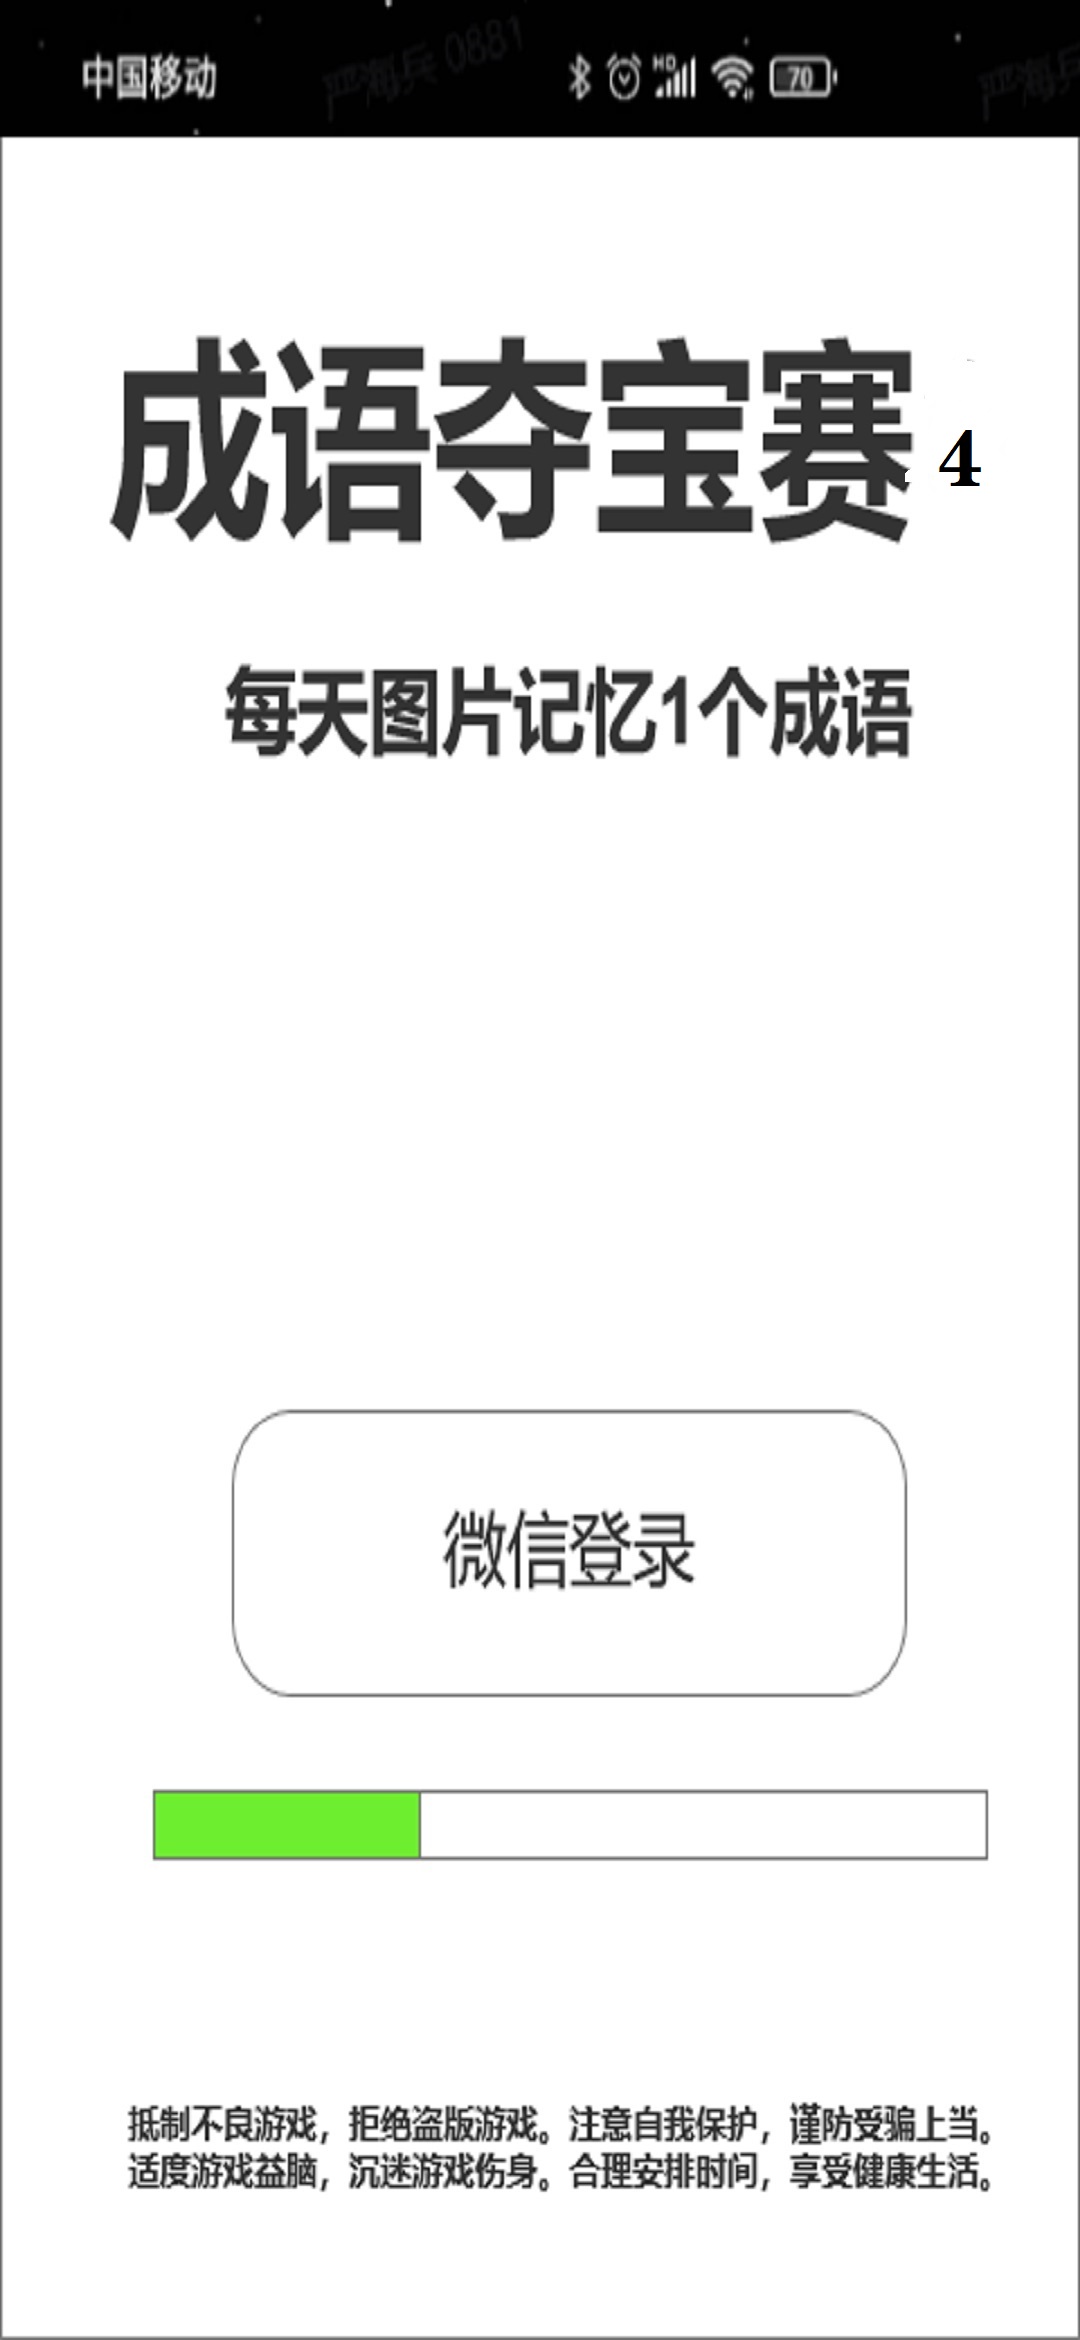 中国移动
严海兵 0881
HD
70
严海兵
成语夺宝赛 4
每天图片记忆1个成语
微信登录
抵制不良游戏，拒绝盗版游戏。注意自我保护，谨防受骗上当。
适度游戏益脑，沉迷游戏伤身。合理安排时间，享受健康生活。